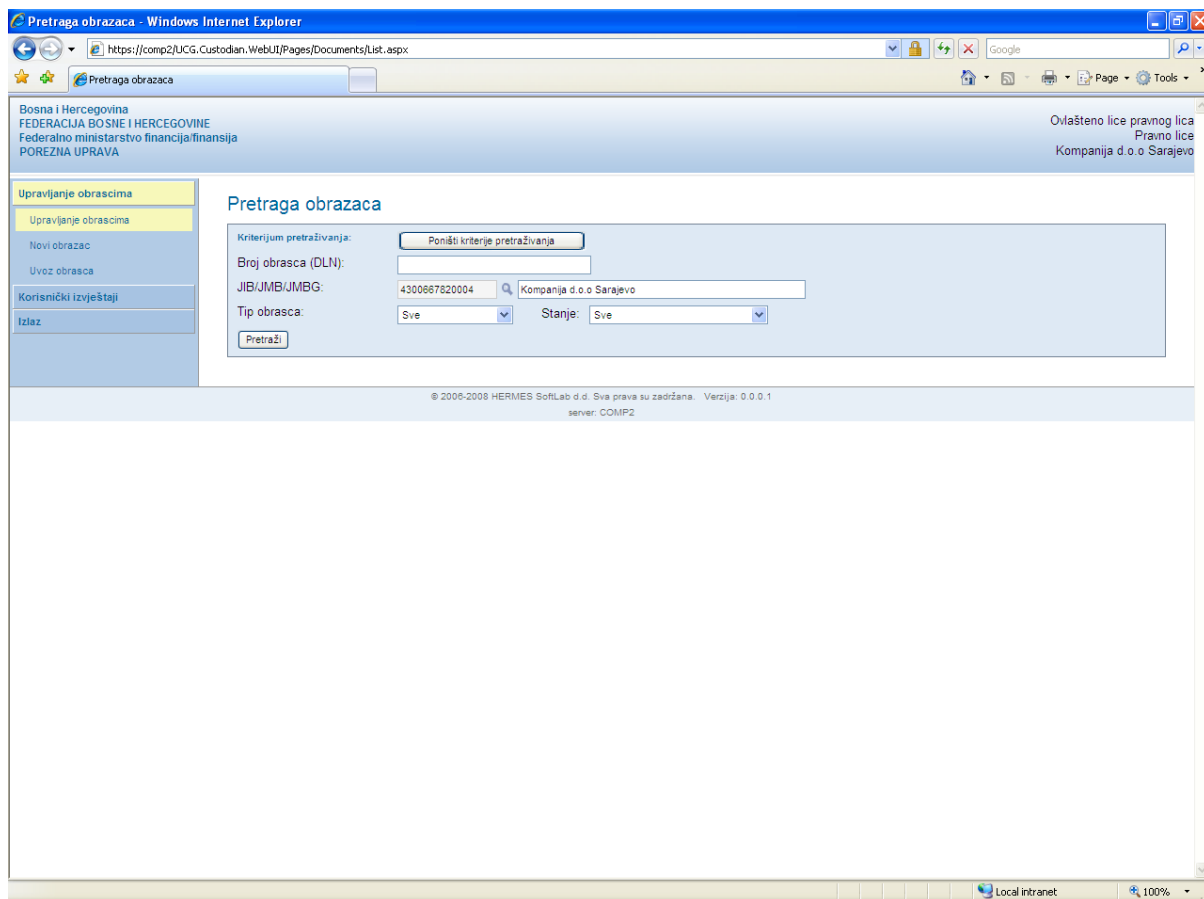 Pretraga obrazaca - Windows Internet Explorer
https://comp2/UCG.Custodian.WebUI/Pages/Documents/List.aspx
Google
Pretraga obrazaca
Page
Tools
Bosna i Hercegovina
FEDERACIJA BOSNE I HERCEGOVINE
Federalno ministarstvo financija/finansija
POREZNA UPRAVA
Ovlašteno lice pravnog lica
Pravno lice
Kompanija d.o.o Sarajevo
Upravljanje obrascima
Upravljanje obrascima
Novi obrazac
Uvoz obrasca
Korisnički izvještaji
Izlaz
Pretraga obrazaca
Kriterijum pretraživanja: Poništi kriterije pretraživanja
Broj obrasca (DLN):
JIB/JMB/JMBG: 4300667820004 Kompanija d.o.o Sarajevo
Tip obrasca: Sve Stanje: Sve
Pretraži
© 2006-2008 HERMES SoftLab d.d. Sva prava su zadržana. Verzija: 0.0.0.1
server: COMP2
Local intranet 100%